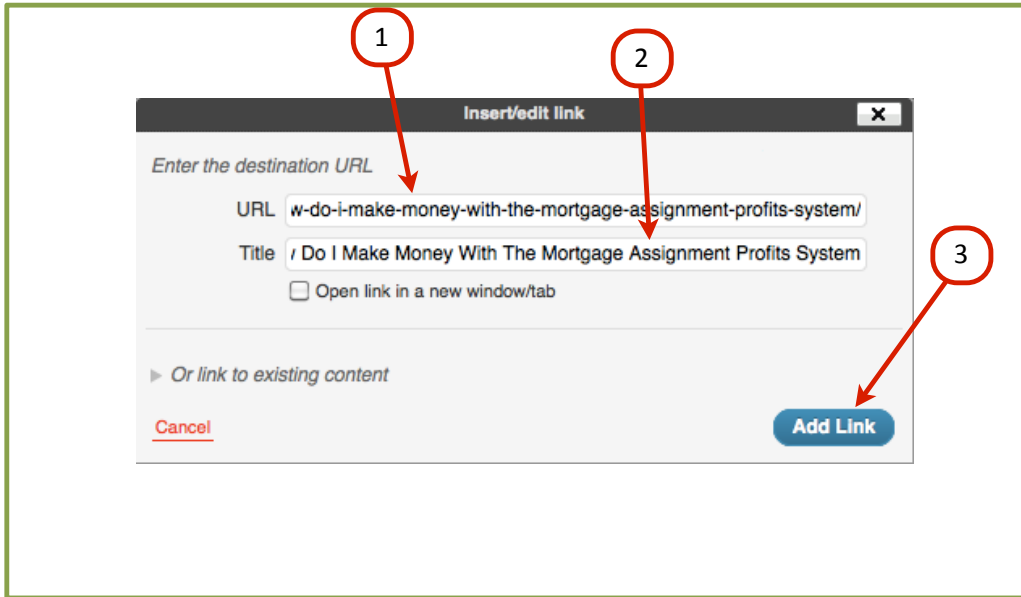 1
2
Insert/edit link
x
Enter the destination URL
URL w-do-i-make-money-with-the-mortgage-assignment-profits-system/
Title Do I Make Money With The Mortgage Assignment Profits System
3
Open link in a new window/tab
Or link to existing content
Cancel
Add Link